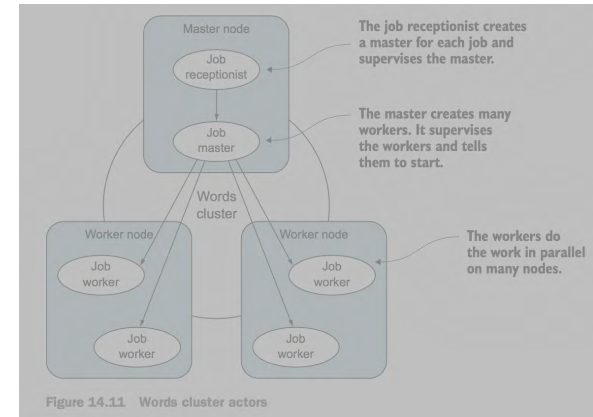 Master node
Job
receptionist
The job receptionist creates
a master for each job and
supervises the master.
Job
master
The master creates many
workers. It supervises
the workers and tells
them to start.
Words
cluster
Worker node
Job
worker
Job
worker
Worker node
Job
worker
Job
worker
The workers do
the work in parallel
on many nodes.
Figure 14.11 Words cluster actors